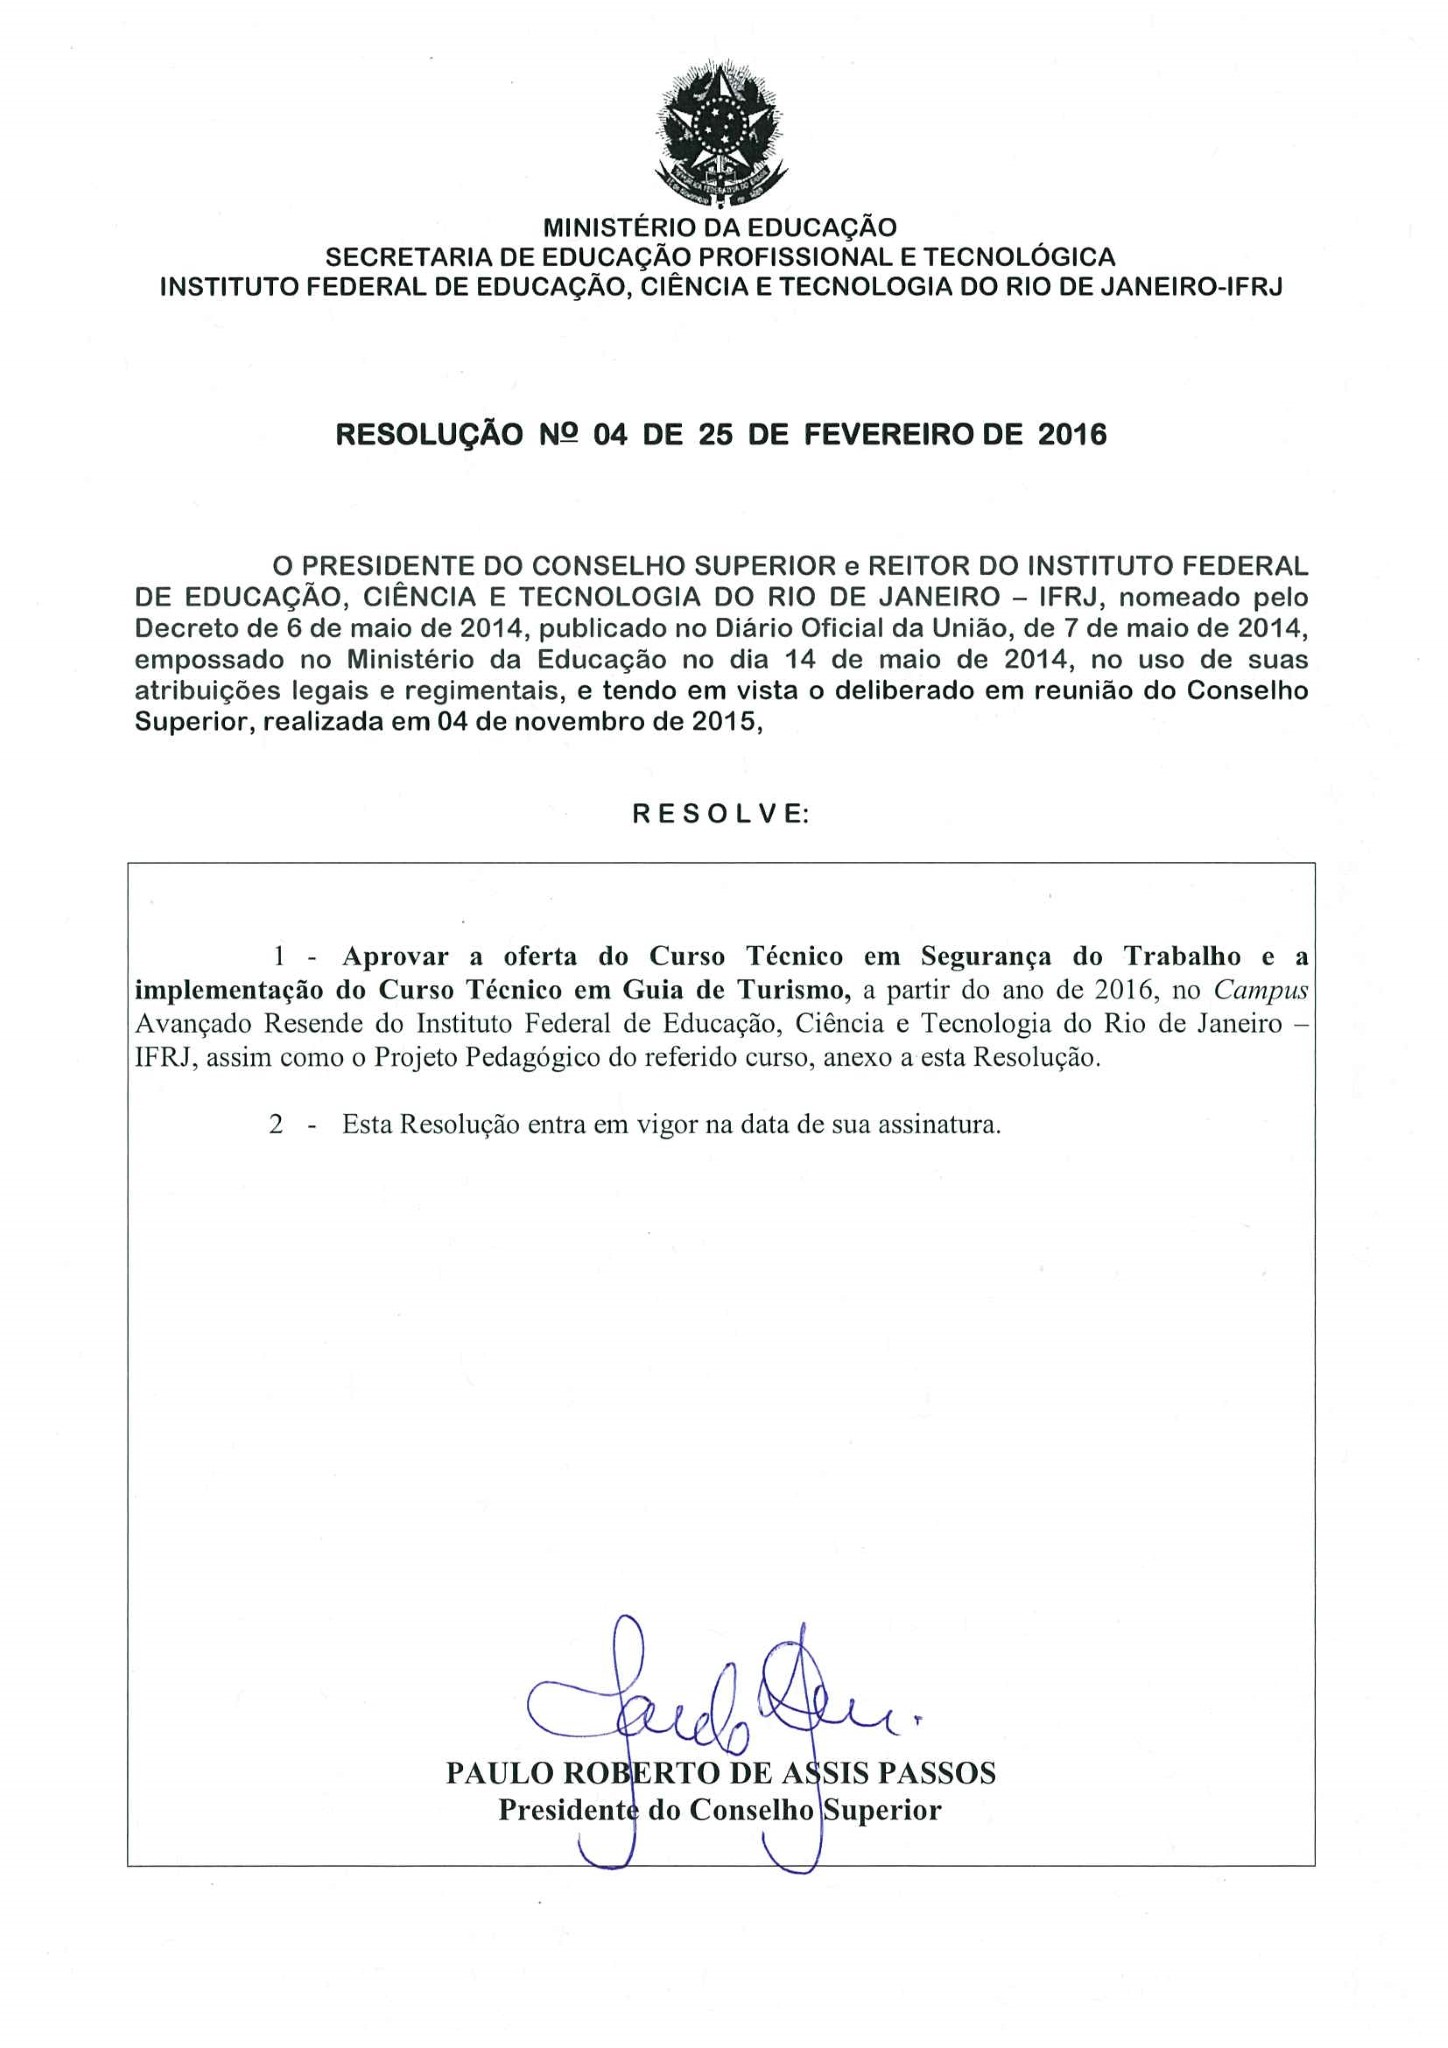 MINISTÉRIO DA EDUCAÇÃO
SECRETARIA DE EDUCAÇÃO PROFISSIONAL E TECNOLÓGICA
INSTITUTO FEDERAL DE EDUCAÇÃO, CIÊNCIA E TECNOLOGIA DO RIO DE JANEIRO-IFRJ
RESOLUÇÃO Nº 04 DE 25 DE FEVEREIRO DE 2016
O PRESIDENTE DO CONSELHO SUPERIOR e REITOR DO INSTITUTO FEDERAL
DE EDUCAÇÃO, CIÊNCIA E TECNOLOGIA DO RIO DE JANEIRO – IFRJ, nomeado pelo
Decreto de 6 de maio de 2014, publicado no Diário Oficial da União, de 7 de maio de 2014,
empossado no Ministério da Educação no dia 14 de maio de 2014, no uso de suas
atribuições legais e regimentais, e tendo em vista o deliberado em reunião do Conselho
Superior, realizada em 04 de novembro de 2015,
R E S O L V E:
1 - Aprovar a oferta do Curso Técnico em Segurança do Trabalho e a
implementação do Curso Técnico em Guia de Turismo, a partir do ano de 2016, no Campus
Avançado Resende do Instituto Federal de Educação, Ciência e Tecnologia do Rio de Janeiro –
IFRJ, assim como o Projeto Pedagógico do referido curso, anexo a esta Resolução.
2 - Esta Resolução entra em vigor na data de sua assinatura.
PAULO ROBERTO DE ASSIS PASSOS
Presidente do Conselho Superior